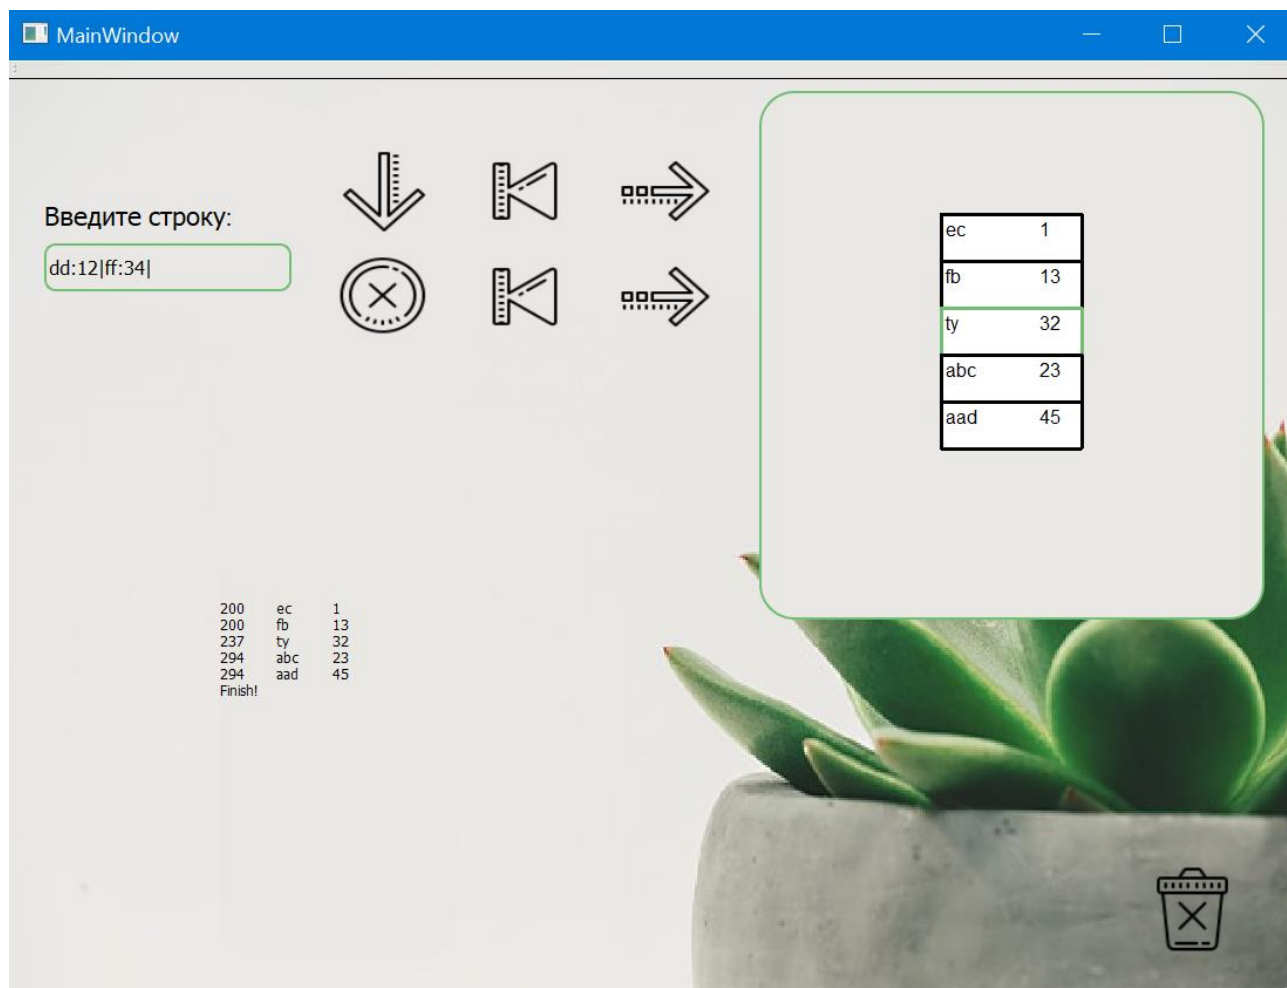 MainWindow
Введите строку:
dd:12|ff:34|
ec 1
fb 13
ty 32
abc 23
aad 45
200 ec 1
200 fb 13
237 ty 32
294 abc 23
294 aad 45
Finish!